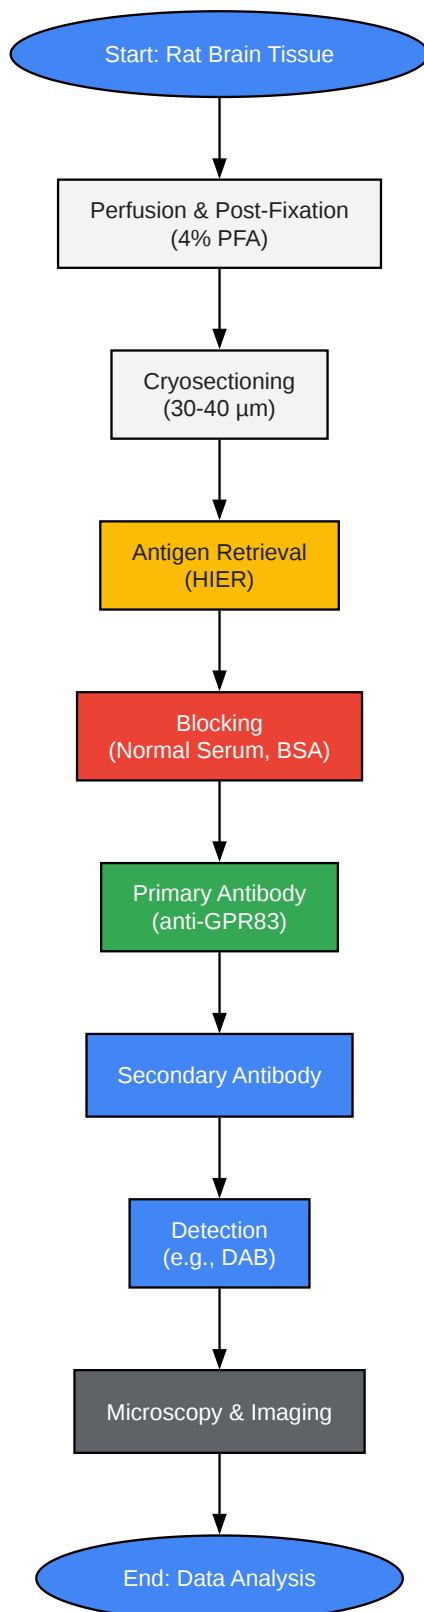 Start: Rat Brain Tissue
Perfusion & Post-Fixation
(4% PFA)
Cryosectioning
(30-40 µm)
Antigen Retrieval
(HIER)
Blocking
(Normal Serum, BSA)
Primary Antibody
(anti-GPR83)
Secondary Antibody
Detection
(e.g., DAB)
Microscopy & Imaging
End: Data Analysis